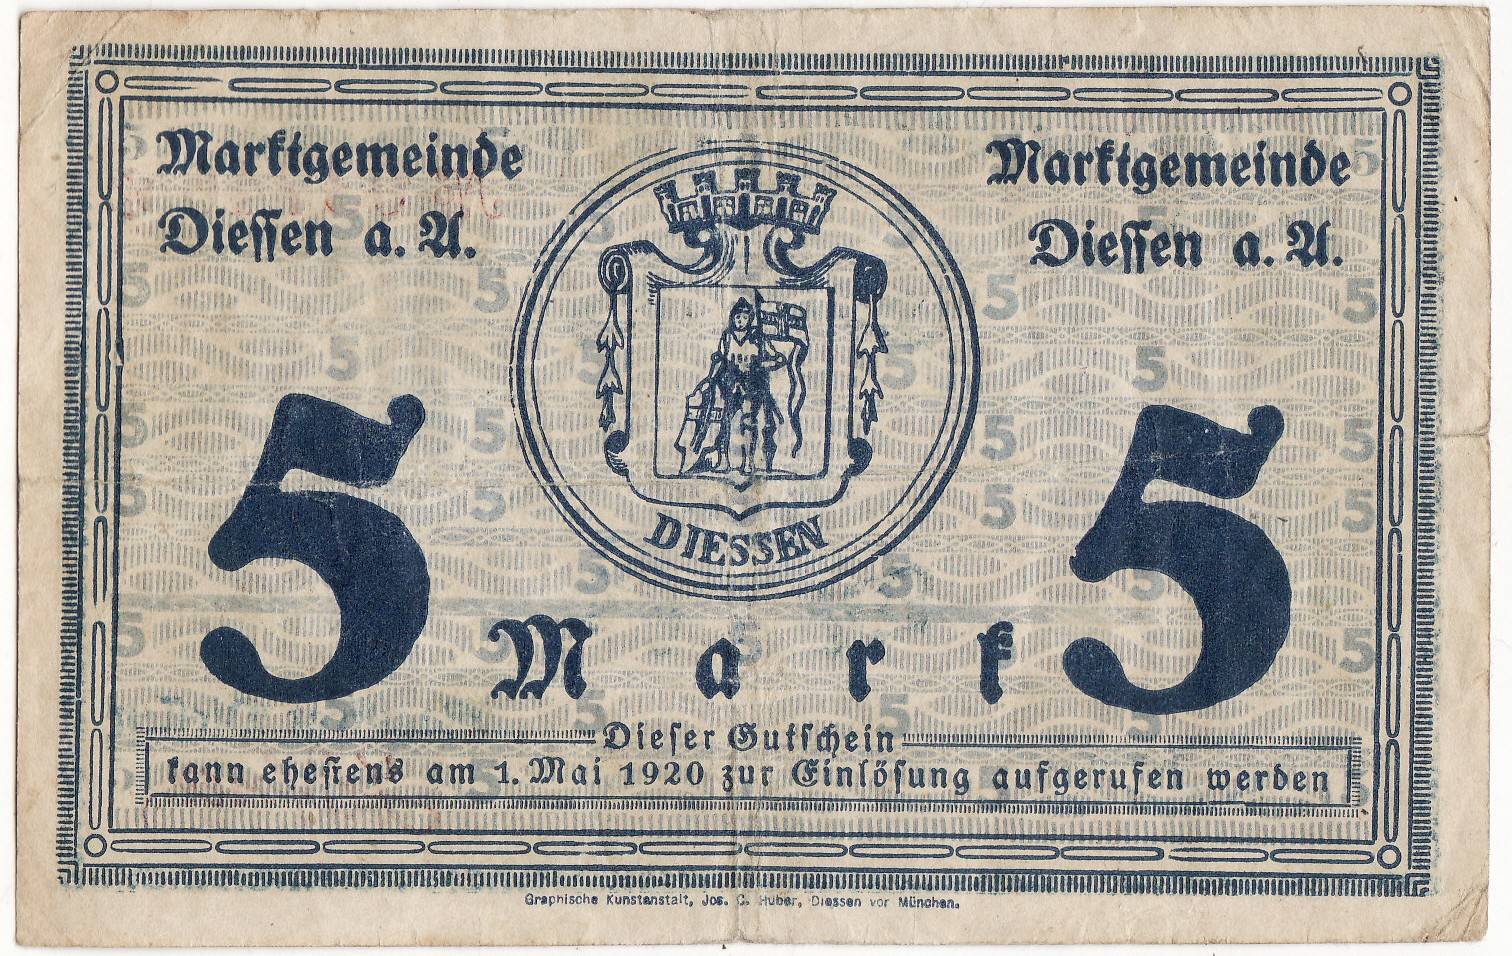 Marktgemeinde
Diessen a. A.
Marktgemeinde
Diessen a. A.
DIESSEN
5 Mark 5
Dieser Gutschein
kann ehestens am 1. Mai 1920 zur Einlösung aufgerufen werden
Graphische Kunstanstalt, Jos. C. Huber, Diessen vor München.